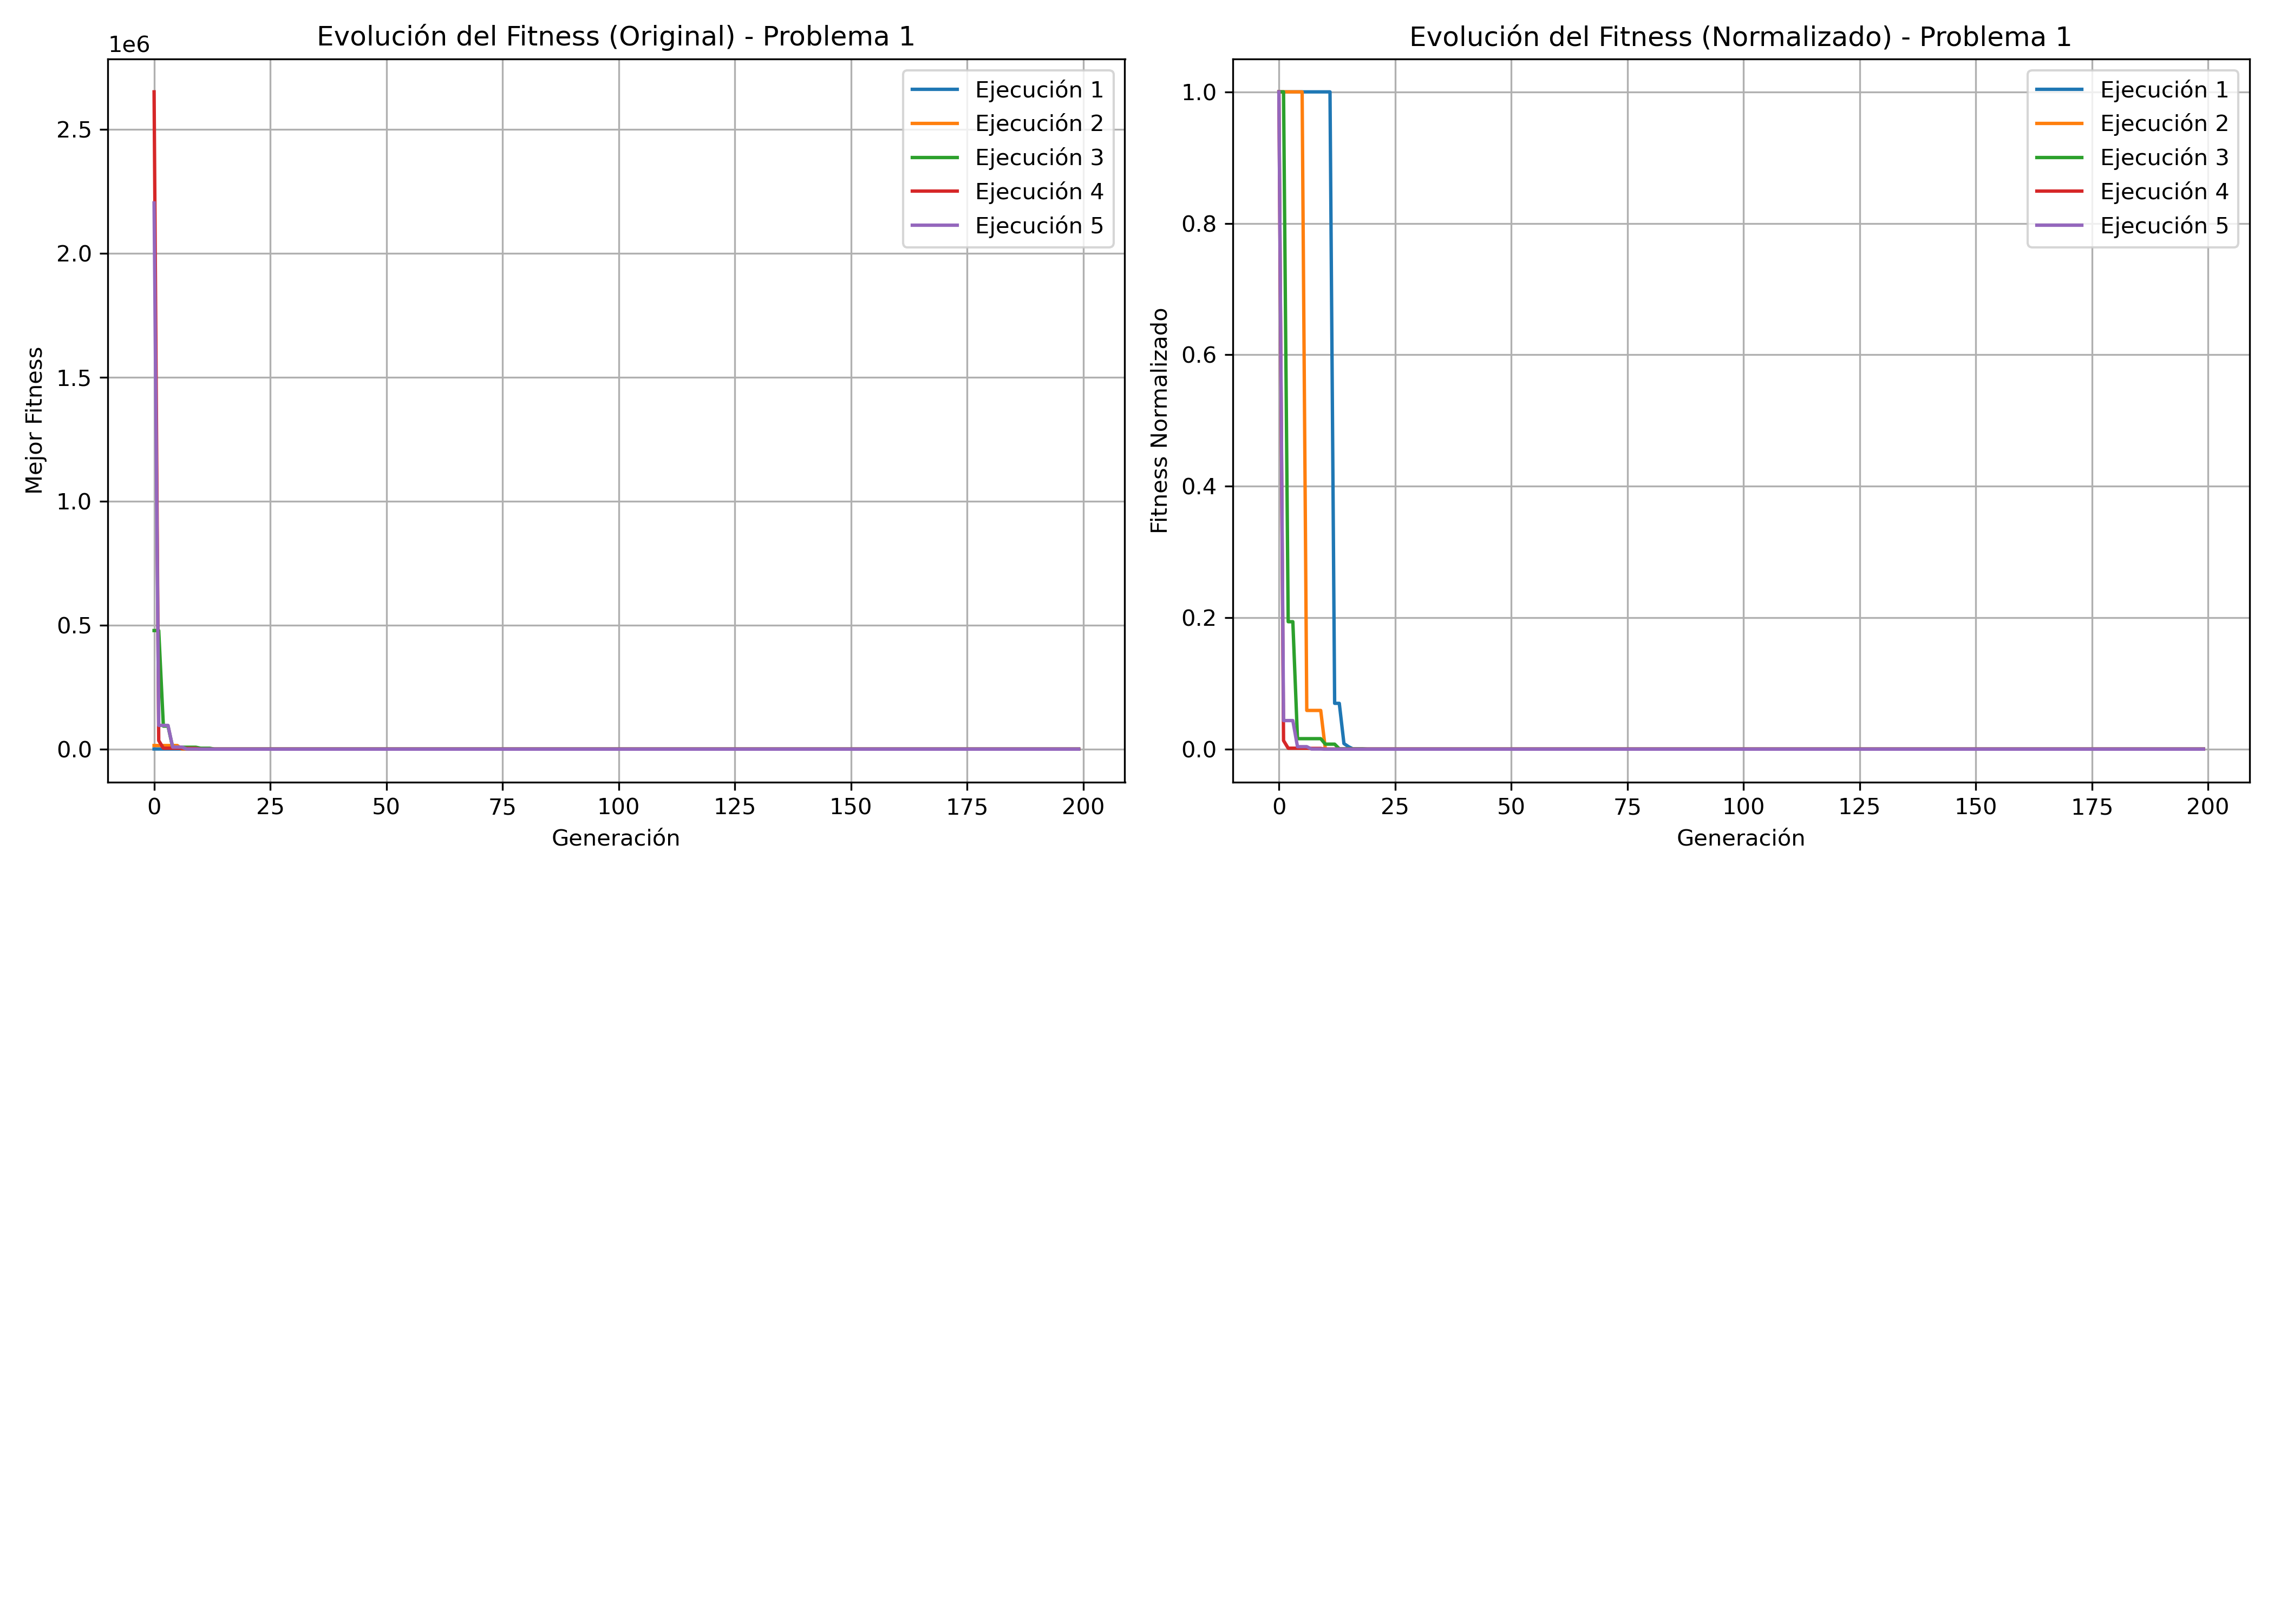 Evolución del Fitness (Original) - Problema 1
1e6
Mejor Fitness
2.5
2.0
1.5
1.0
0.5
0.0
0 25 50 75 100 125 150 175 200
Generación
Ejecución 1
Ejecución 2
Ejecución 3
Ejecución 4
Ejecución 5
Evolución del Fitness (Normalizado) - Problema 1
Fitness Normalizado
1.0
0.8
0.6
0.4
0.2
0.0
0 25 50 75 100 125 150 175 200
Generación
Ejecución 1
Ejecución 2
Ejecución 3
Ejecución 4
Ejecución 5